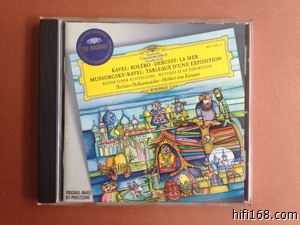 RAVEL: BOLÉRO · DEBUSSY: LA MER
MUSSORGSKY/RAVEL: TABLEAUX D'UNE EXPOSITION
BILDER EINER AUSSTELLUNG · PICTURES AT AN EXHIBITION
Berliner Philharmoniker · Herbert von Karajan
STEREO
ORIGINAL-IMAGE
BIT-PROCESSING
hifi168.com